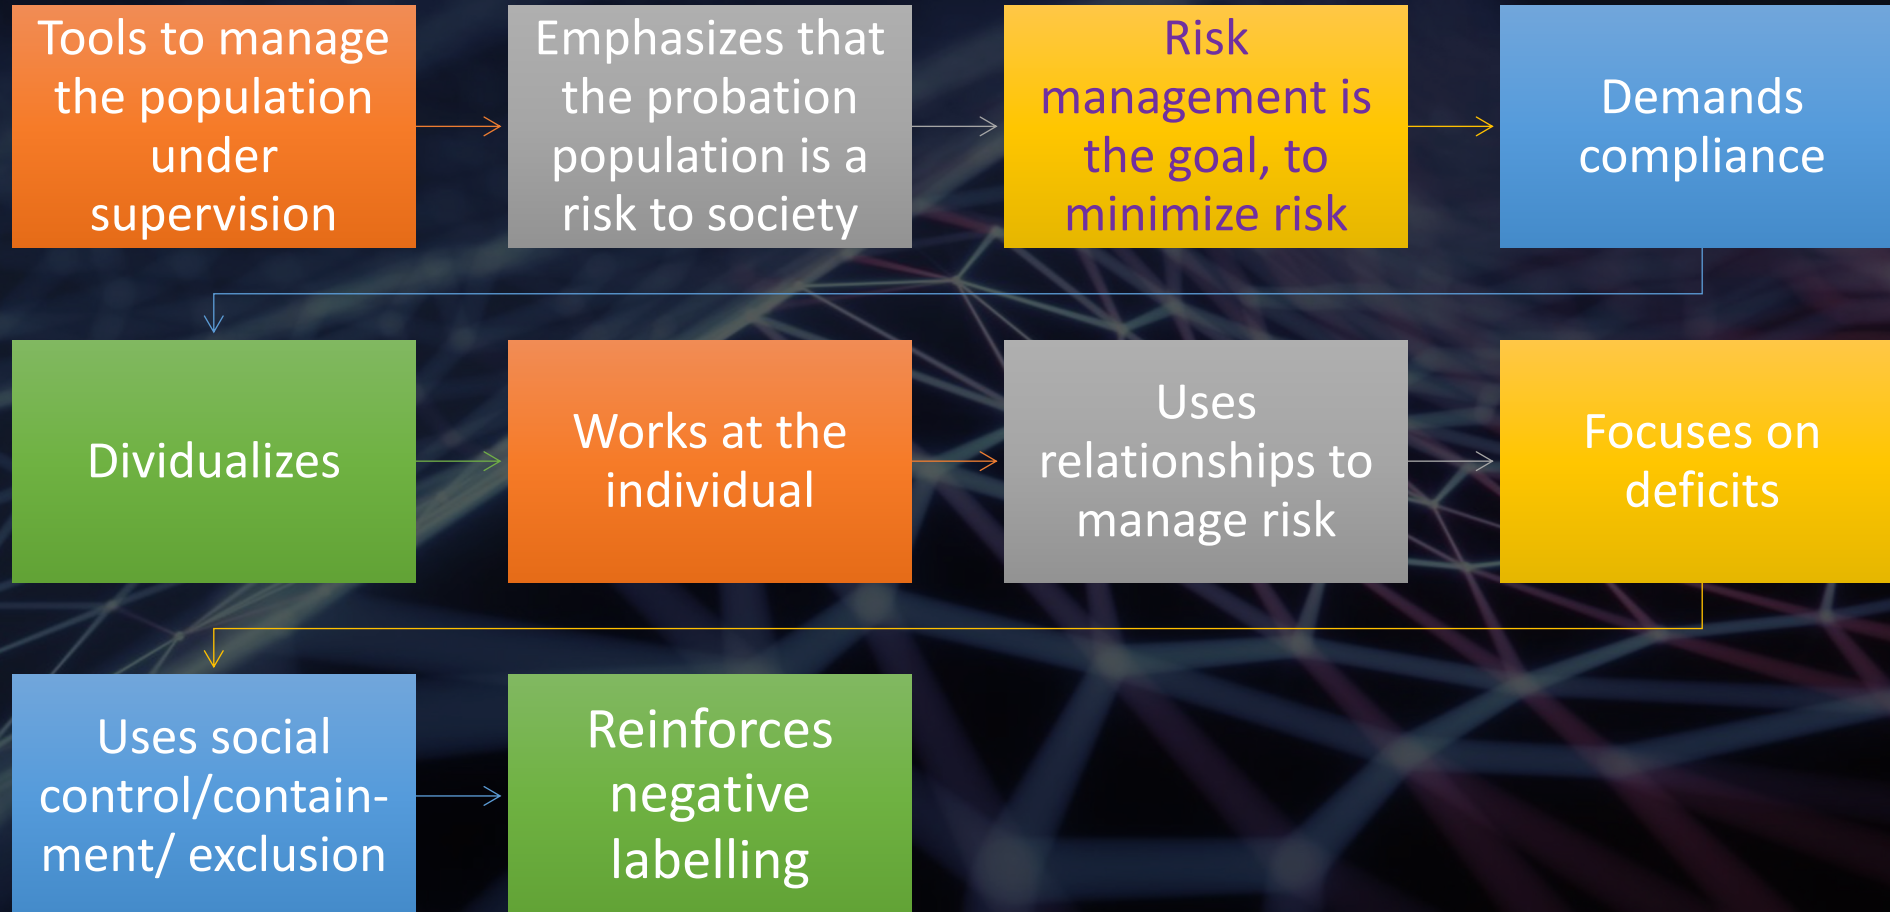 Tools to manage
the population
under
supervision
Emphasizes that
the probation
population is a
risk to society
Risk
management is
the goal, to
minimize risk
Demands
compliance
Dividualizes
Works at the
individual
Uses
relationships to
manage risk
Focuses on
deficits
Uses social
control/contain-
ment/ exclusion
Reinforces
negative
labelling